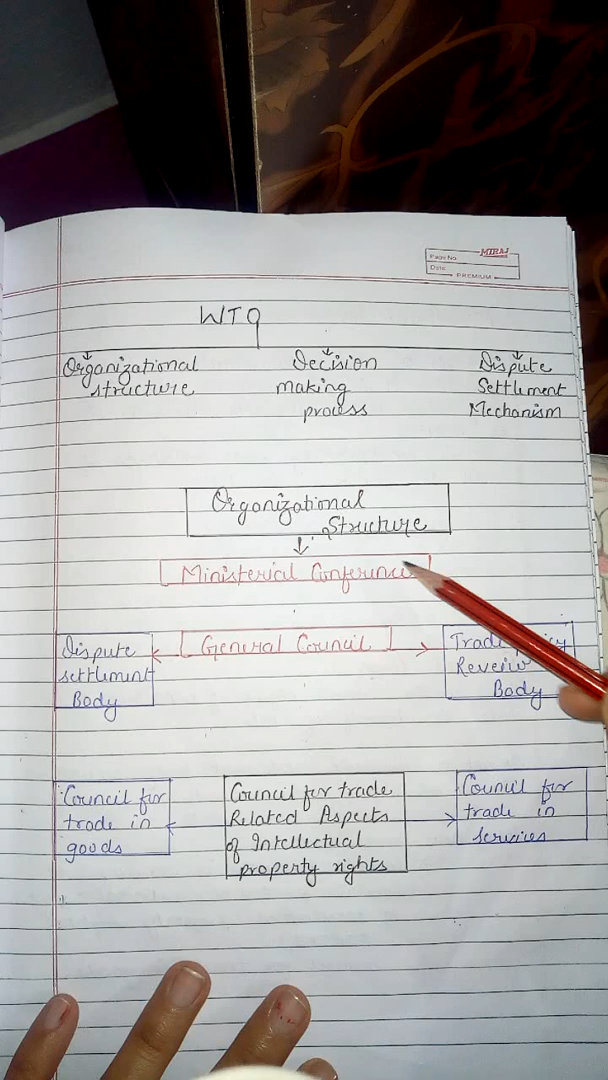 MIRAJ
Page No.
Date
PREMIUM
WTO
Organizational
structure
Decision
making
process
Dispute
Settlement
Mechanism
Organizational
Structure
Ministerial Conference
Dispute
settlement
Body
General Council
Trade policy
Reveiw
Body
Council for
trade in
goods
Council for trade
Related Aspects
of Intellectual
property rights
Council for
trade in
services